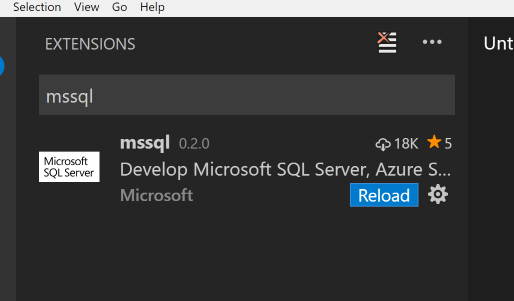 Selection View Go Help
EXTENSIONS
Unt
mssql
mssql 0.2.0 18K 5
Microsoft
SQL Server
Develop Microsoft SQL Server, Azure S...
Microsoft Reload